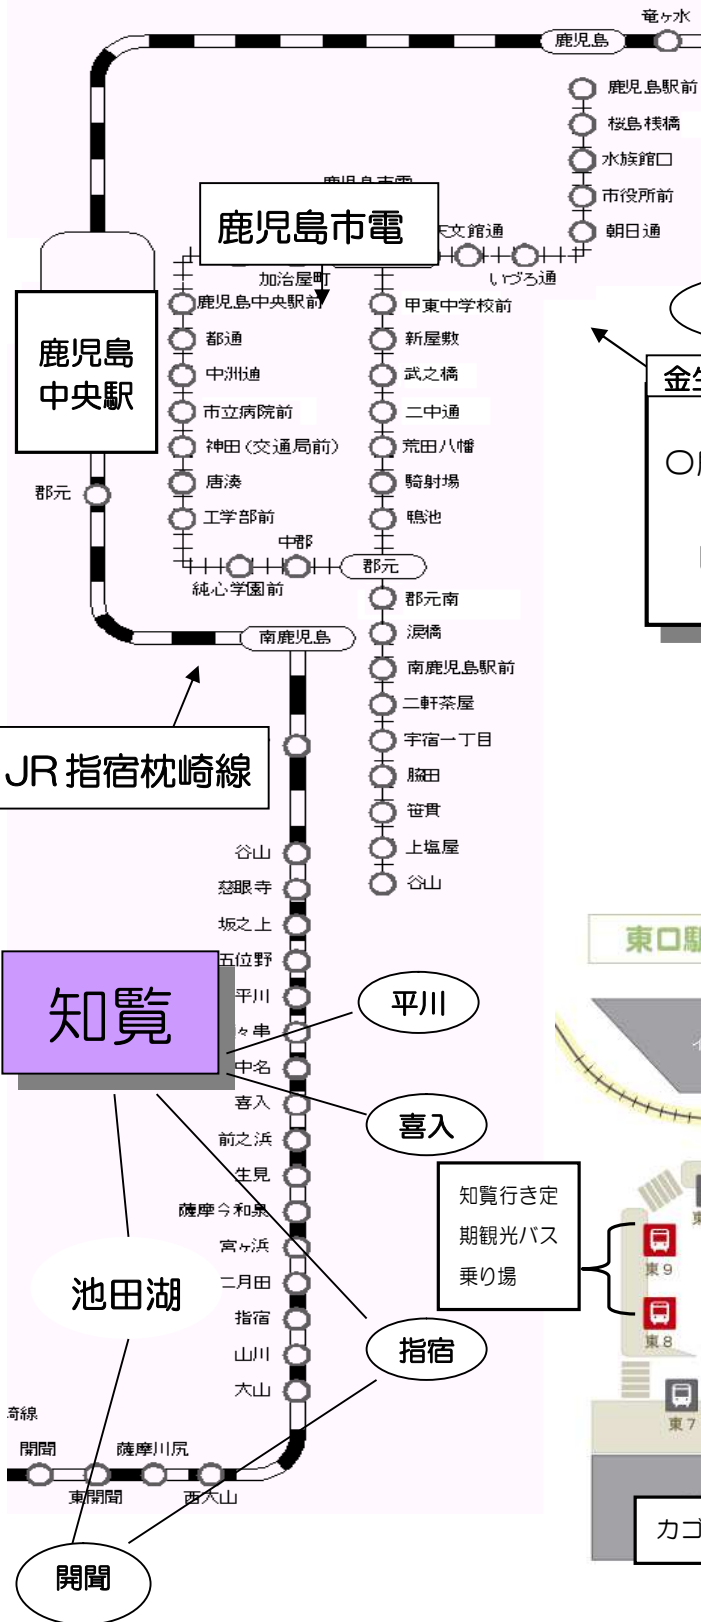 竜ヶ水
鹿児島
鹿児島駅前
桜島桟橋
水族館口
市役所前
朝日通
鹿児島市電
天文館通
いづろ通
加治屋町
鹿児島中央駅前
都通
中洲通
市立病院前
神田(交通局前)
唐湊
工学部前
純心学園前
中郡
郡元
甲東中学校前
新屋敷
武之橋
二中通
荒田八幡
騎射場
鴨池
郡元南
涙橋
南鹿児島駅前
二軒茶屋
宇宿一丁目
脇田
笹貫
上塩屋
谷山
鹿児島
中央駅
郡元
南鹿児島
JR指宿枕崎線
谷山
慈眼寺
坂之上
五位野
平川
々串
中名
喜入
前之浜
生見
薩摩今和泉
宮ヶ浜
二月田
指宿
山川
大山
西大山
薩摩川尻
東開聞
開聞
崎線
知覧
平川
喜入
池田湖
指宿
開聞
金生
〇
東口駅
イ
知覧行き定
期観光バス
乗り場
東9
東8
東7
カゴ